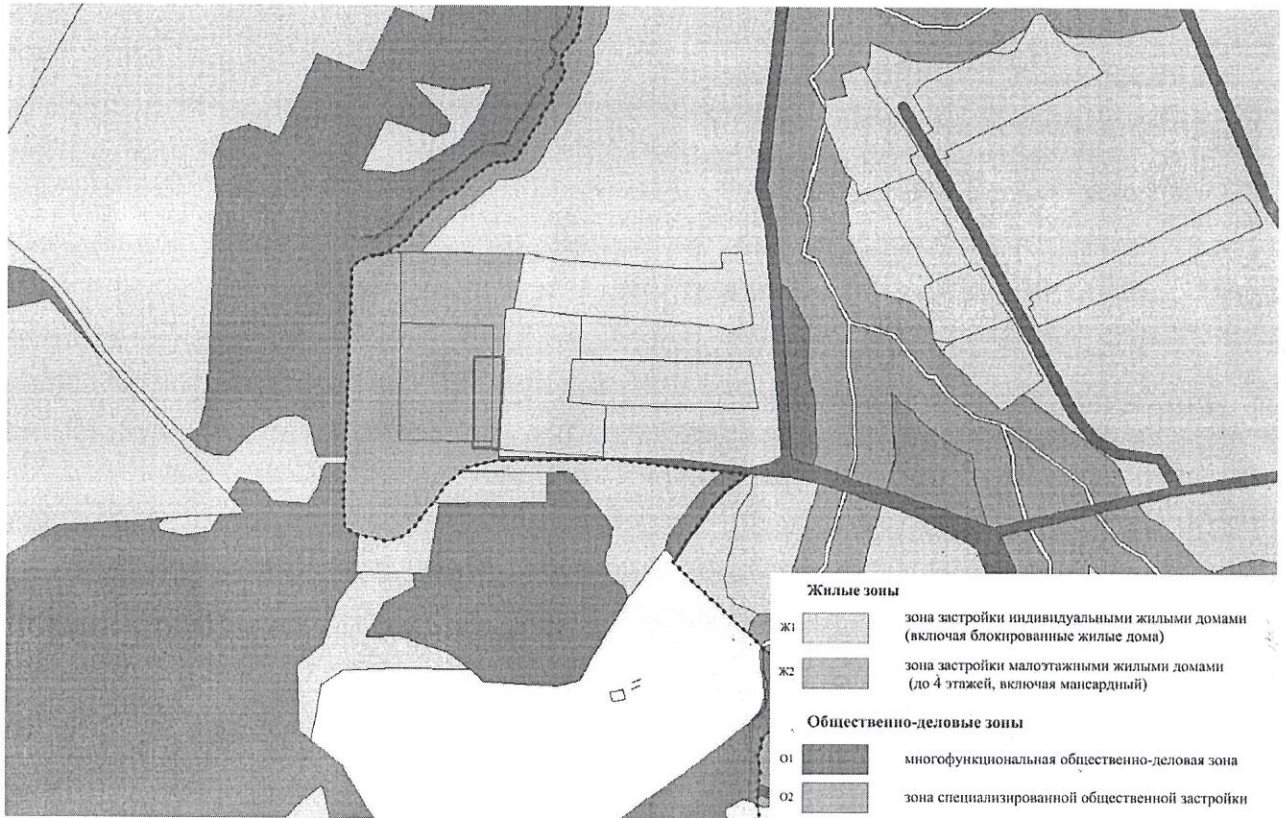 Жилые зоны
Ж1
зона застройки индивидуальными жилыми домами
(включая блокированные жилые дома)
Ж2
зона застройки малоэтажными жилыми домами
(до 4 этажей, включая мансардный)
Общественно-деловые зоны
О1
многофункциональная общественно-деловая зона
О2
зона специализированной общественной застройки